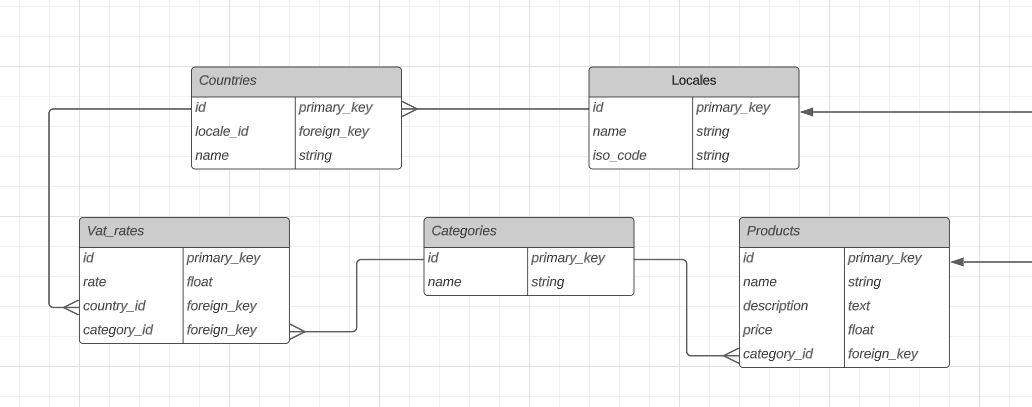 Countries
id primary_key
locale_id foreign_key
name string
Locales
id primary_key
name string
iso_code string
Vat_rates
id primary_key
rate float
country_id foreign_key
category_id foreign_key
Categories
id primary_key
name string
Products
id primary_key
name string
description text
price float
category_id foreign_key